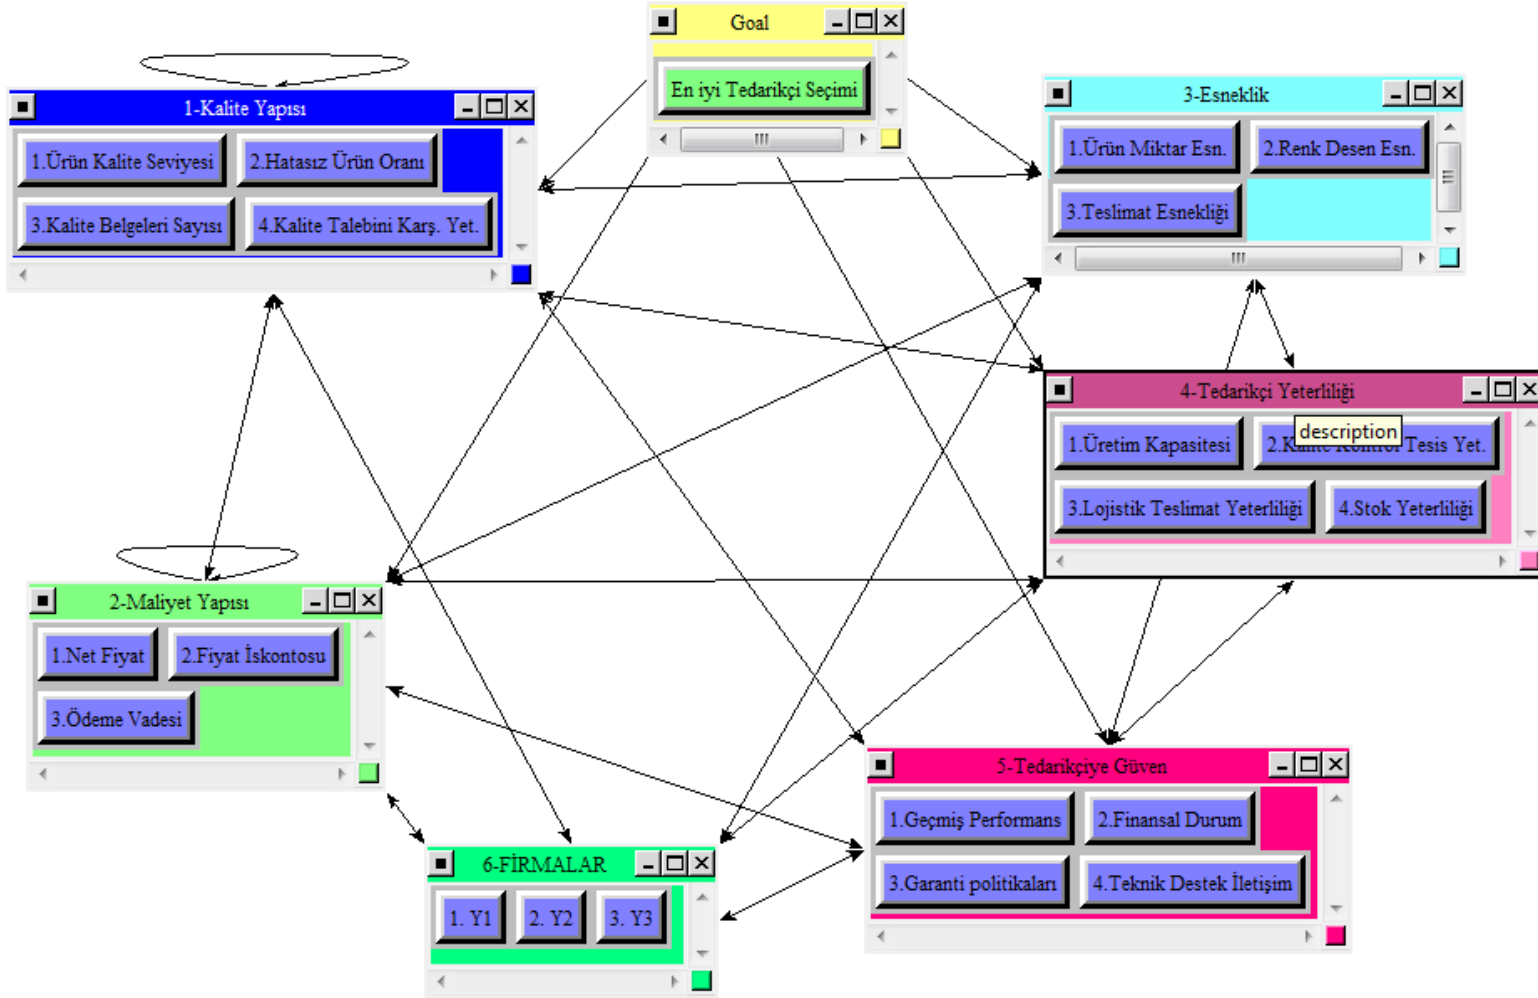 Goal
En iyi Tedarikçi Seçimi
1-Kalite Yapısı
1.Ürün Kalite Seviyesi
2.Hatasız Ürün Oranı
3.Kalite Belgeleri Sayısı
4.Kalite Talebini Karş. Yet.
3-Esneklik
1.Ürün Miktar Esn.
2.Renk Desen Esn.
3.Teslimat Esnekliği
4-Tedarikçi Yeterliliği
description
1.Üretim Kapasitesi
2.Kalite Kontrol Tesis Yet.
3.Lojistik Teslimat Yeterliliği
4.Stok Yeterliliği
2-Maliyet Yapısı
1.Net Fiyat
2.Fiyat İskontosu
3.Ödeme Vadesi
5-Tedarikçiye Güven
1.Geçmiş Performans
2.Finansal Durum
3.Garanti politikaları
4.Teknik Destek İletişim
6-FİRMALAR
1. Y1
2. Y2
3. Y3